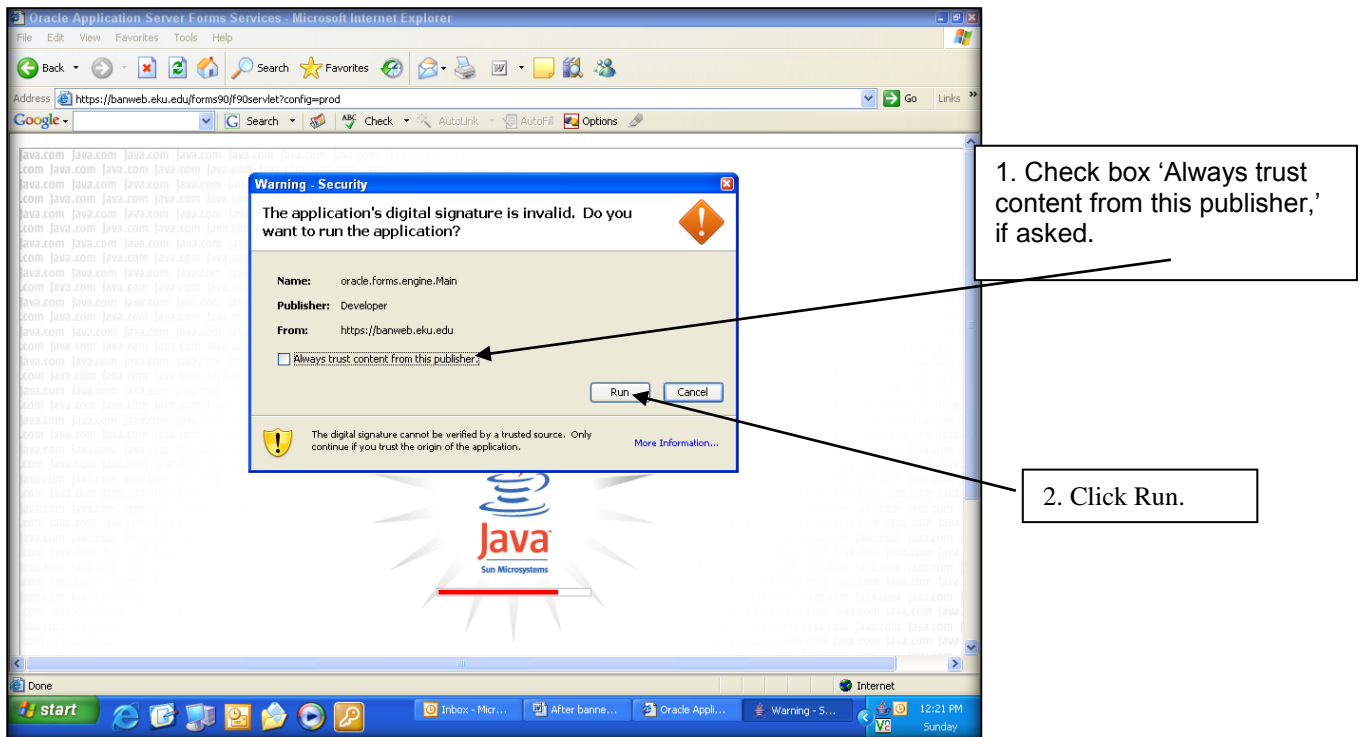 Oracle Application Server Forms Services - Microsoft Internet Explorer
File Edit View Favorites Tools Help
Back Search Favorites
Address https://banweb.eku.edu/forms90/f90servlet?config=prod Go Links »
Google Search ABC Check AutoLink AutoFill Options
Warning - Security
The application's digital signature is invalid. Do you
want to run the application?
Name: oracle.forms.engine.Main
Publisher: Developer
From: https://banweb.eku.edu
Always trust content from this publisher.
Run Cancel
The digital signature cannot be verified by a trusted source. Only
continue if you trust the origin of the application.
More Information...
Java
Sun Microsystems
1. Check box ‘Always trust
content from this publisher,’
if asked.
2. Click Run.
Done Internet
start Inbox - Micr... After banne... Oracle Appli... Warning - S... 12:21 PM
Sunday